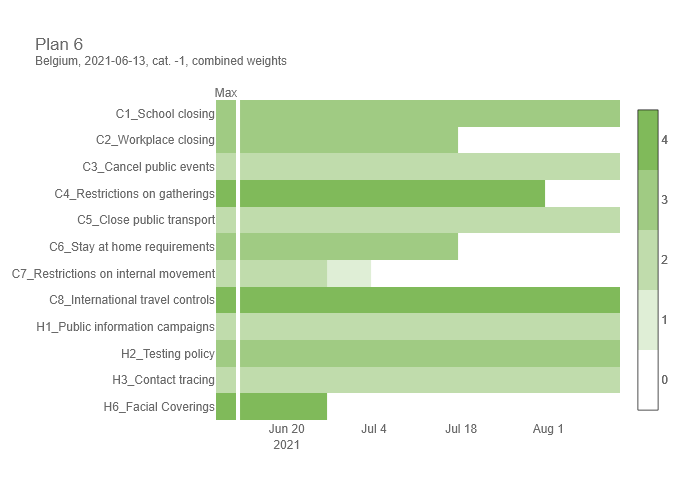 Plan 6
Belgium, 2021-06-13, cat. -1, combined weights
Max
C1_School closing
C2_Workplace closing
C3_Cancel public events
C4_Restrictions on gatherings
C5_Close public transport
C6_Stay at home requirements
C7_Restrictions on internal movement
C8_International travel controls
H1_Public information campaigns
H2_Testing policy
H3_Contact tracing
H6_Facial Coverings
Jun 20 Jul 4 Jul 18 Aug 1
2021
4
3
2
1
0